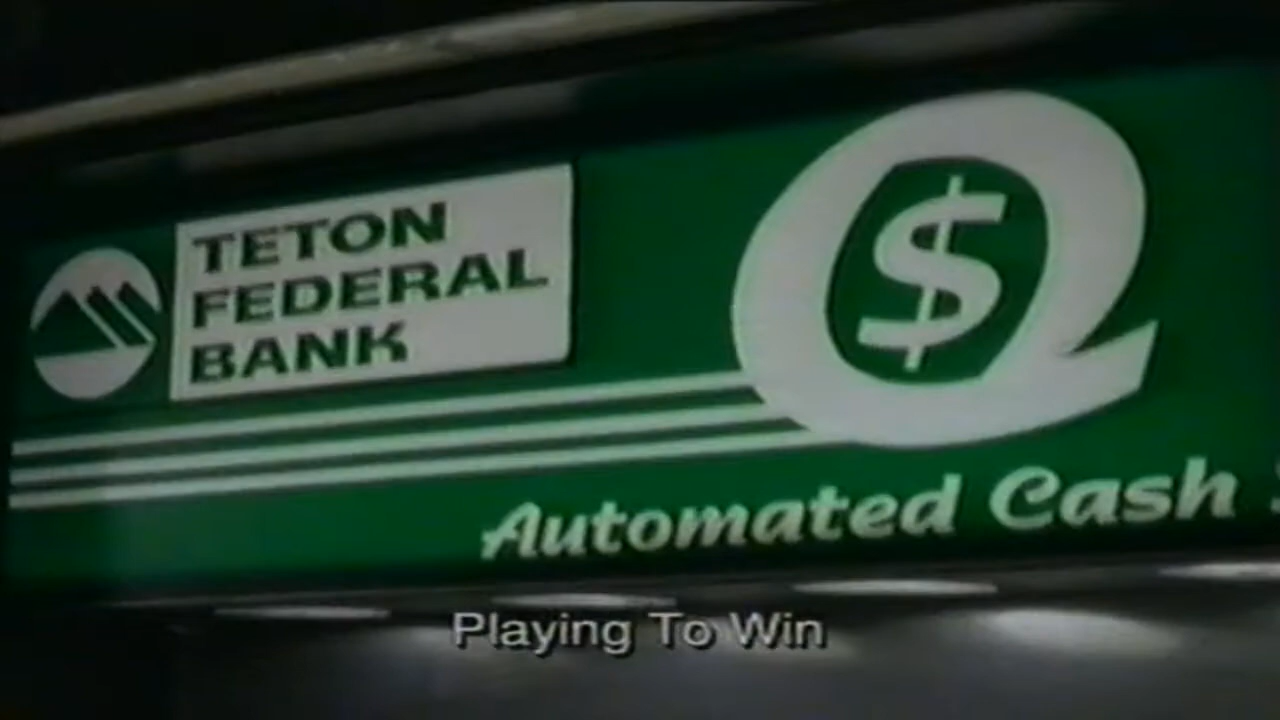 TETON
FEDERAL
BANK
$
Automated Cash
Playing To Win